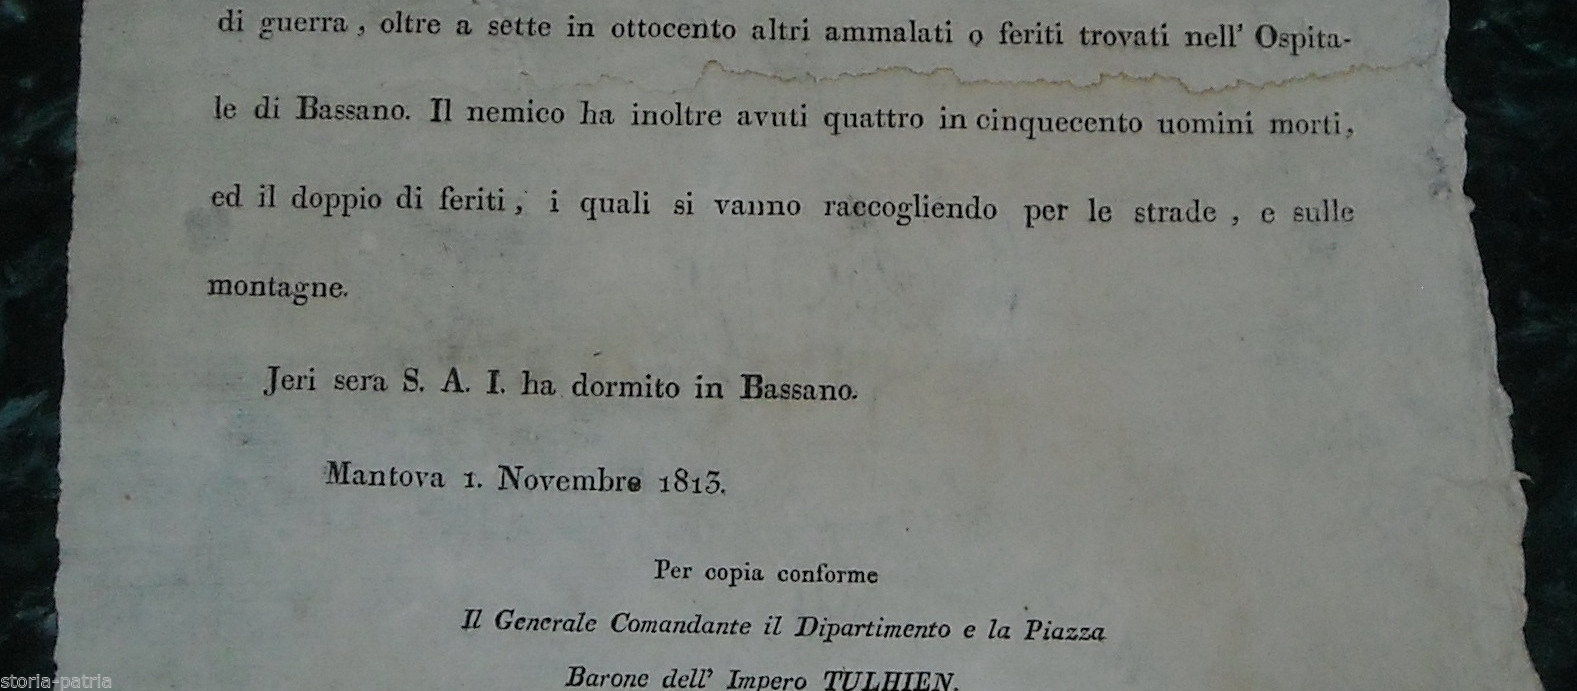 di guerra , oltre a sette in ottocento altri ammalati o feriti trovati nell' Ospita-
le di Bassano. Il nemico ha inoltre avuti quattro in cinquecento uomini morti,
ed il doppio di feriti , i quali si vanno raccogliendo per le strade , e sulle
montagne.
Jeri sera S. A. I. ha dormito in Bassano.
Mantova 1. Novembre 1813.
Per copia conforme
Il Generale Comandante il Dipartimento e la Piazza
Barone dell' Impero TULHIEN.
storia-patria